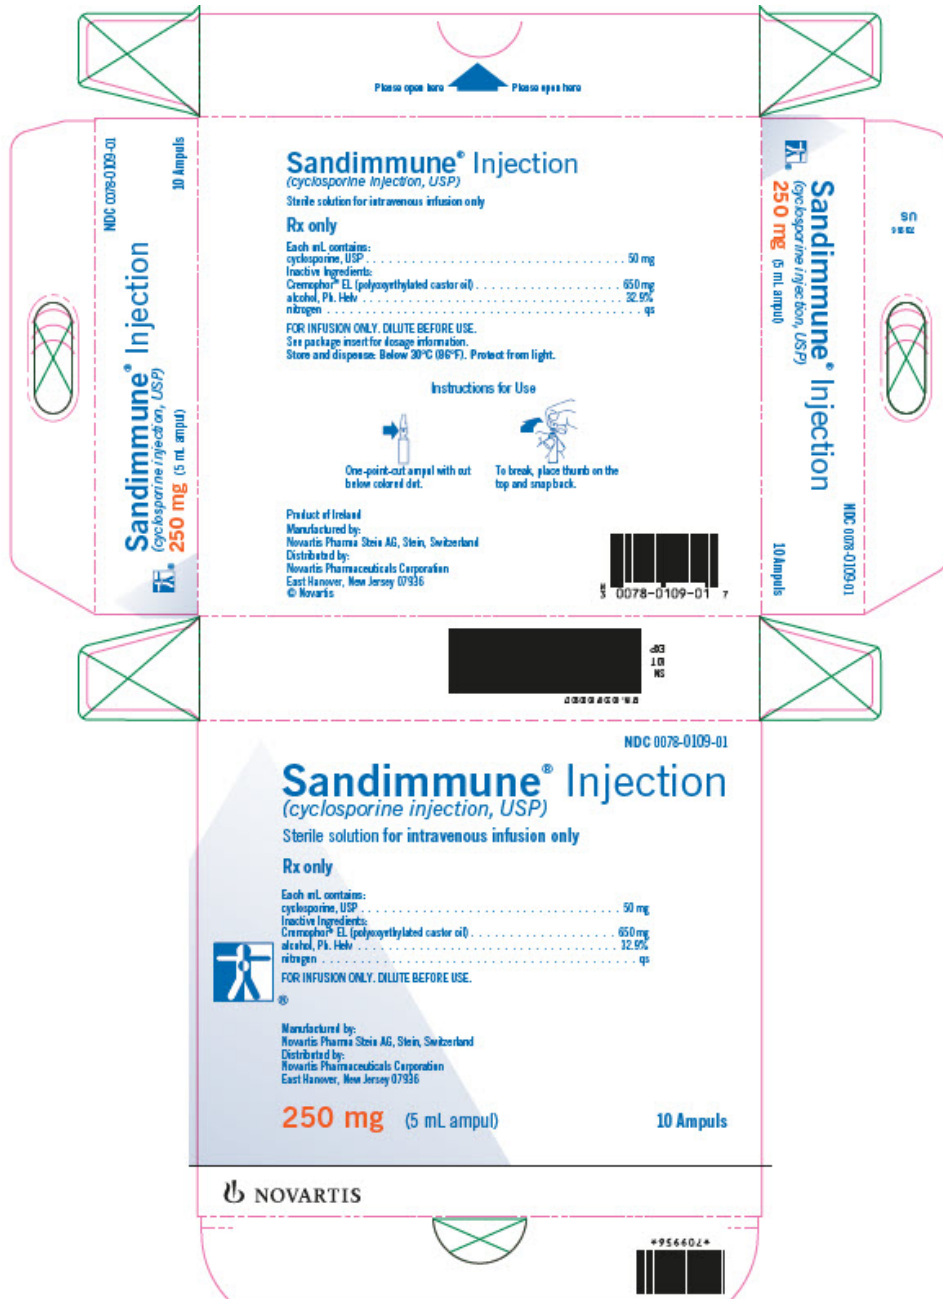 Please open here Please open here
NDC 0078-0109-01
10 Ampuls
Sandimmune® Injection
(cyclosporine injection, USP)
250 mg (5 mL ampul)
Sandimmune® Injection
(cyclosporine injection, USP)
Sterile solution for intravenous infusion only
Rx only
Each mL contains:
cyclosporine, USP 50 mg
Inactive Ingredients:
Cremophor® EL (polyoxyethylated castor oil) 650 mg
alcohol, Ph. Helv 32.9%
nitrogen qs
FOR INFUSION ONLY. DILUTE BEFORE USE.
See package insert for dosage information.
Store and dispense: Below 30°C (86°F). Protect from light.
Instructions for Use
One-point-cut ampul with cut
below colored dot.
To break, place thumb on the
top and snap back.
Product of Ireland
Manufactured by:
Novartis Pharma Stein AG, Stein, Switzerland
Distributed by:
Novartis Pharmaceuticals Corporation
East Hanover, New Jersey 07936
© Novartis
N
3 0078-0109-01 7
Sandimmune® Injection
(cyclosporine injection, USP)
250 mg (5 mL ampul)
NDC 0078-0109-01
10 Ampuls
US
EXP
LOT
SN
NDC 0078-0109-01
Sandimmune® Injection
(cyclosporine injection, USP)
Sterile solution for intravenous infusion only
Rx only
Each mL contains:
cyclosporine, USP 50 mg
Inactive Ingredients:
Cremophor® EL (polyoxyethylated castor oil) 650 mg
alcohol, Ph. Helv 32.9%
nitrogen qs
FOR INFUSION ONLY. DILUTE BEFORE USE.
®
Manufactured by:
Novartis Pharma Stein AG, Stein, Switzerland
Distributed by:
Novartis Pharmaceuticals Corporation
East Hanover, New Jersey 07936
250 mg (5 mL ampul) 10 Ampuls
NOVARTIS
*709956*